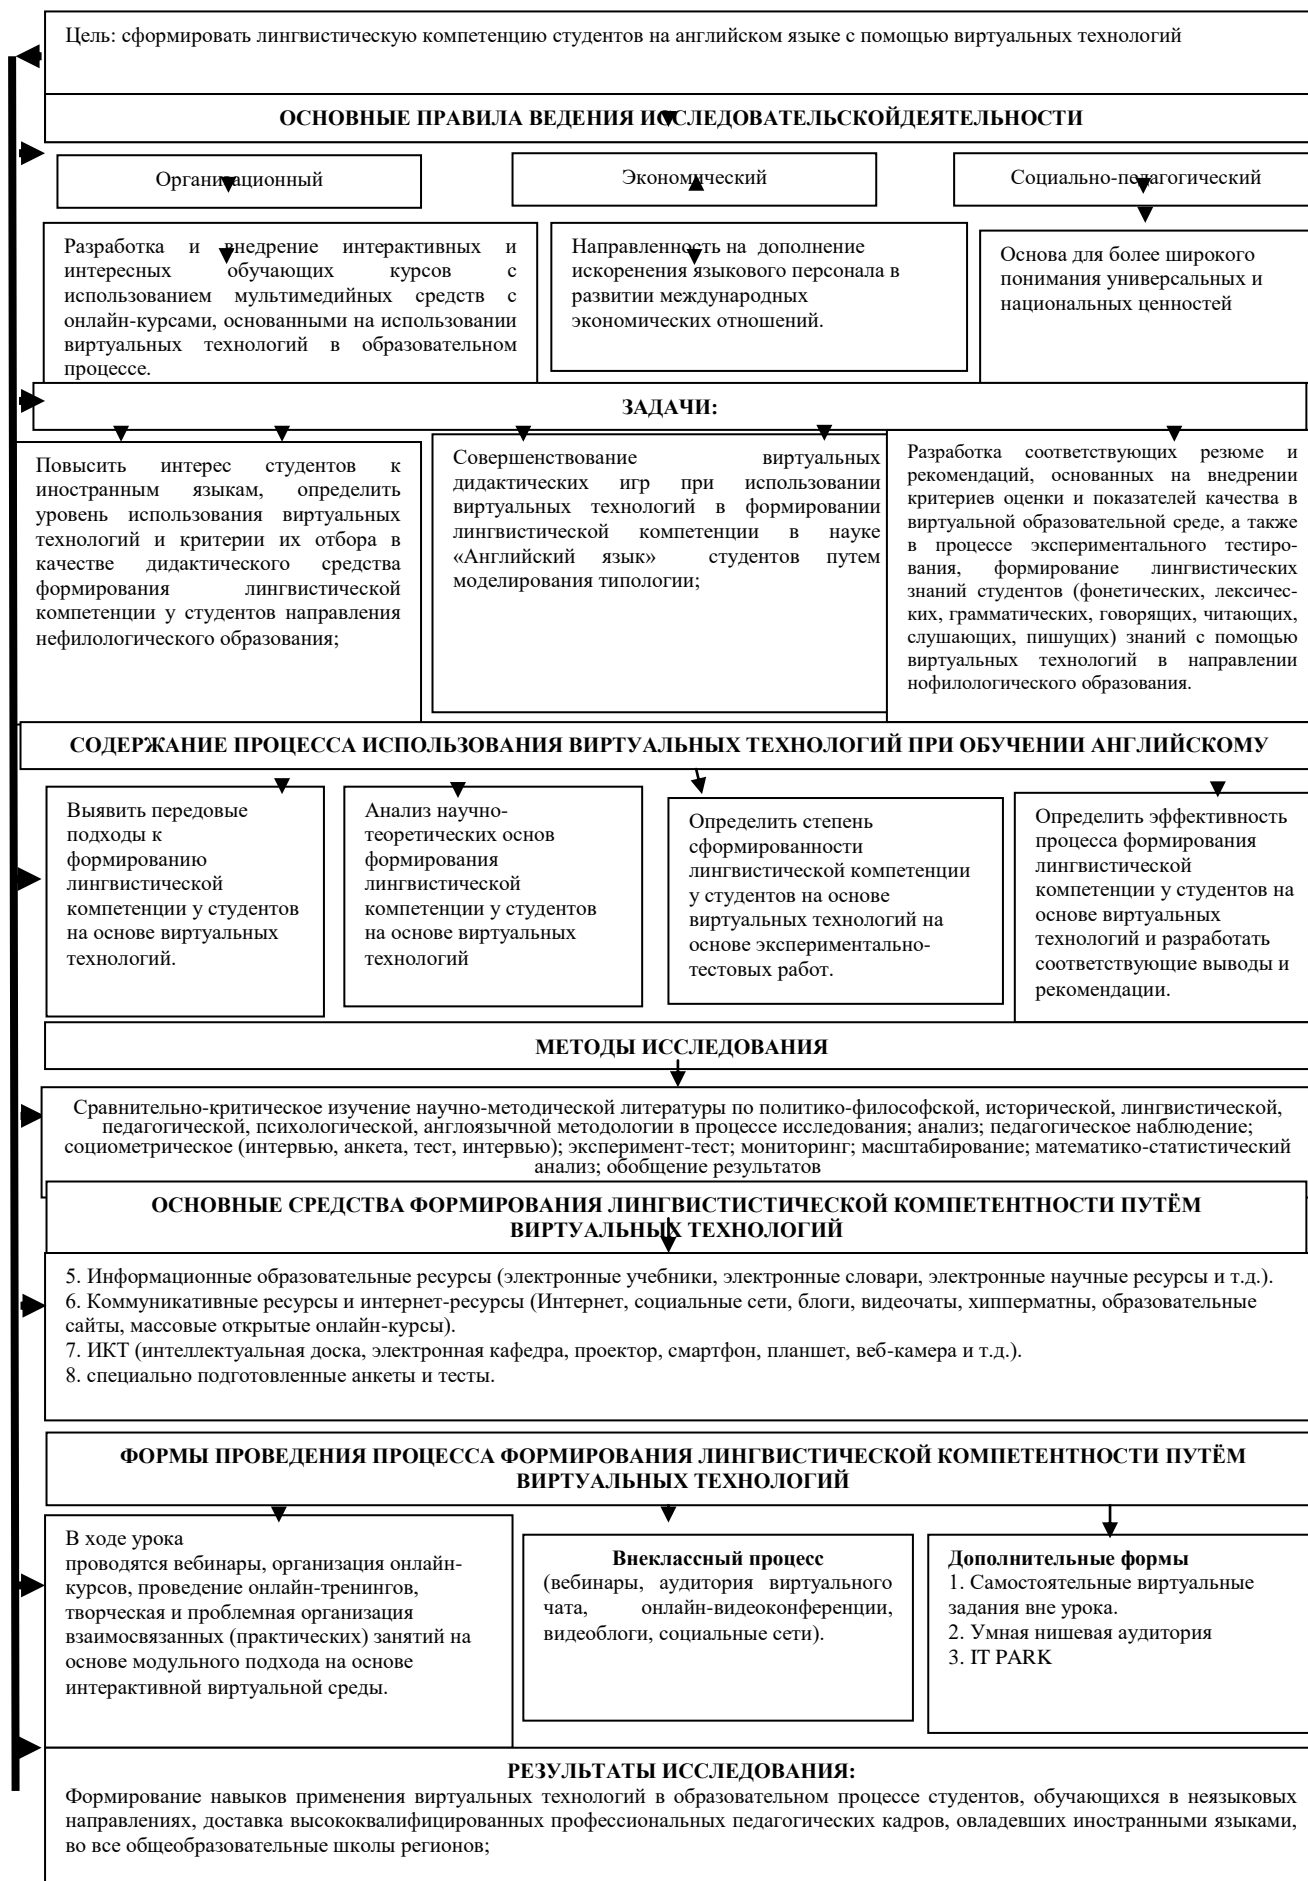 Цель: сформировать лингвистическую компетенцию студентов на английском языке с помощью виртуальных технологий
ОСНОВНЫЕ ПРАВИЛА ВЕДЕНИЯ ИССЛЕДОВАТЕЛЬСКОЙДЕЯТЕЛЬНОСТИ
Организационный
Экономический
Социально-педагогический
Разработка и внедрение интерактивных и
интересных обучающих курсов с
использованием мультимедийных средств с
онлайн-курсами, основанными на использовании
виртуальных технологий в образовательном
процессе.
Направленность на дополнение
искоренения языкового персонала в
развитии международных
экономических отношений.
Основа для более широкого
понимания универсальных и
национальных ценностей
ЗАДАЧИ:
Повысить интерес студентов к
иностранным языкам, определить
уровень использования виртуальных
технологий и критерии их отбора в
качестве дидактического средства
формирования лингвистической
компетенции у студентов направления
нефилологического образования;
Совершенствование виртуальных
дидактических игр при использовании
виртуальных технологий в формировании
лингвистической компетенции в науке
«Английский язык» студентов путем
моделирования типологии;
Разработка соответствующих резюме и
рекомендаций, основанных на внедрении
критериев оценки и показателей качества в
виртуальной образовательной среде, а также
в процессе экспериментального тестиро-
вания, формирование лингвистических
знаний студентов (фонетических, лексичес-
ких, грамматических, говорящих, читающих,
слушающих, пишущих) знаний с помощью
виртуальных технологий в направлении
нофилологического образования.
СОДЕРЖАНИЕ ПРОЦЕССА ИСПОЛЬЗОВАНИЯ ВИРТУАЛЬНЫХ ТЕХНОЛОГИЙ ПРИ ОБУЧЕНИИ АНГЛИЙСКОМУ
Выявить передовые
подходы к
формированию
лингвистической
компетенции у студентов
на основе виртуальных
технологий.
Анализ научно-
теоретических основ
формирования
лингвистической
компетенции у студентов
на основе виртуальных
технологий
Определить степень
сформированности
лингвистической компетенции
у студентов на основе
виртуальных технологий на
основе экспериментально-
тестовых работ.
Определить эффективность
процесса формирования
лингвистической
компетенции у студентов на
основе виртуальных
технологий и разработать
соответствующие выводы и
рекомендации.
МЕТОДЫ ИССЛЕДОВАНИЯ
Сравнительно-критическое изучение научно-методической литературы по политико-философской, исторической, лингвистической,
педагогической, психологической, англоязычной методологии в процессе исследования; анализ; педагогическое наблюдение;
социометрическое (интервью, анкета, тест, интервью); эксперимент-тест; мониторинг; масштабирование; математико-статистический
анализ; обобщение результатов
ОСНОВНЫЕ СРЕДСТВА ФОРМИРОВАНИЯ ЛИНГВИСТИСТИЧЕСКОЙ КОМПЕТЕНТНОСТИ ПУТЁМ
ВИРТУАЛЬНЫХ ТЕХНОЛОГИЙ
5. Информационные образовательные ресурсы (электронные учебники, электронные словари, электронные научные ресурсы и т.д.).
6. Коммуникативные ресурсы и интернет-ресурсы (Интернет, социальные сети, блоги, видеочаты, хипперматны, образовательные
сайты, массовые открытые онлайн-курсы).
7. ИКТ (интеллектуальная доска, электронная кафедра, проектор, смартфон, планшет, веб-камера и т.д.).
8. специально подготовленные анкеты и тесты.
ФОРМЫ ПРОВЕДЕНИЯ ПРОЦЕССА ФОРМИРОВАНИЯ ЛИНГВИСТИЧЕСКОЙ КОМПЕТЕНТНОСТИ ПУТЁМ
ВИРТУАЛЬНЫХ ТЕХНОЛОГИЙ
В ходе урока
проводятся вебинары, организация онлайн-
курсов, проведение онлайн-тренингов,
творческая и проблемная организация
взаимосвязанных (практических) занятий на
основе модульного подхода на основе
интерактивной виртуальной среды.
Внеклассный процесс
(вебинары, аудитория виртуального
чата, онлайн-видеоконференции,
видеоблоги, социальные сети).
Дополнительные формы
1. Самостоятельные виртуальные
задания вне урока.
2. Умная нишевая аудитория
3. IT PARK
РЕЗУЛЬТАТЫ ИССЛЕДОВАНИЯ:
Формирование навыков применения виртуальных технологий в образовательном процессе студентов, обучающихся в неязыковых
направлениях, доставка высококвалифицированных профессиональных педагогических кадров, овладевших иностранными языками,
во все общеобразовательные школы регионов;